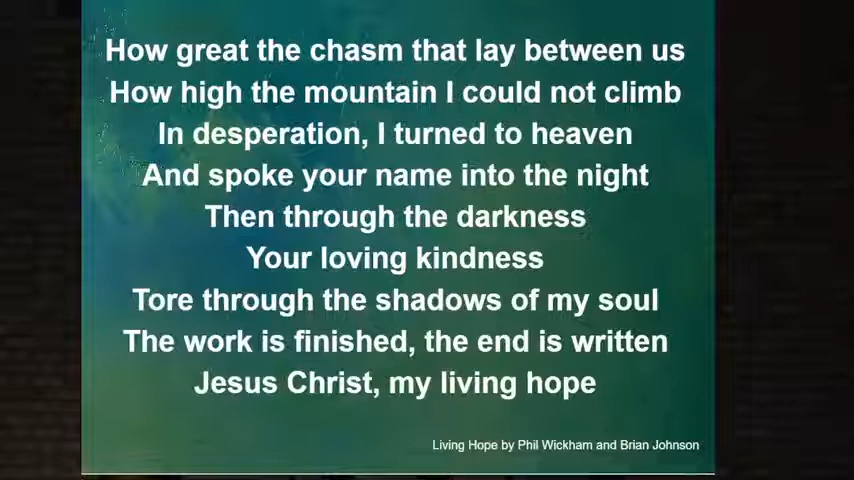 How great the chasm that lay between us
How high the mountain I could not climb
In desperation, I turned to heaven
And spoke your name into the night
Then through the darkness
Your loving kindness
Tore through the shadows of my soul
The work is finished, the end is written
Jesus Christ, my living hope
Living Hope by Phil Wickham and Brian Johnson